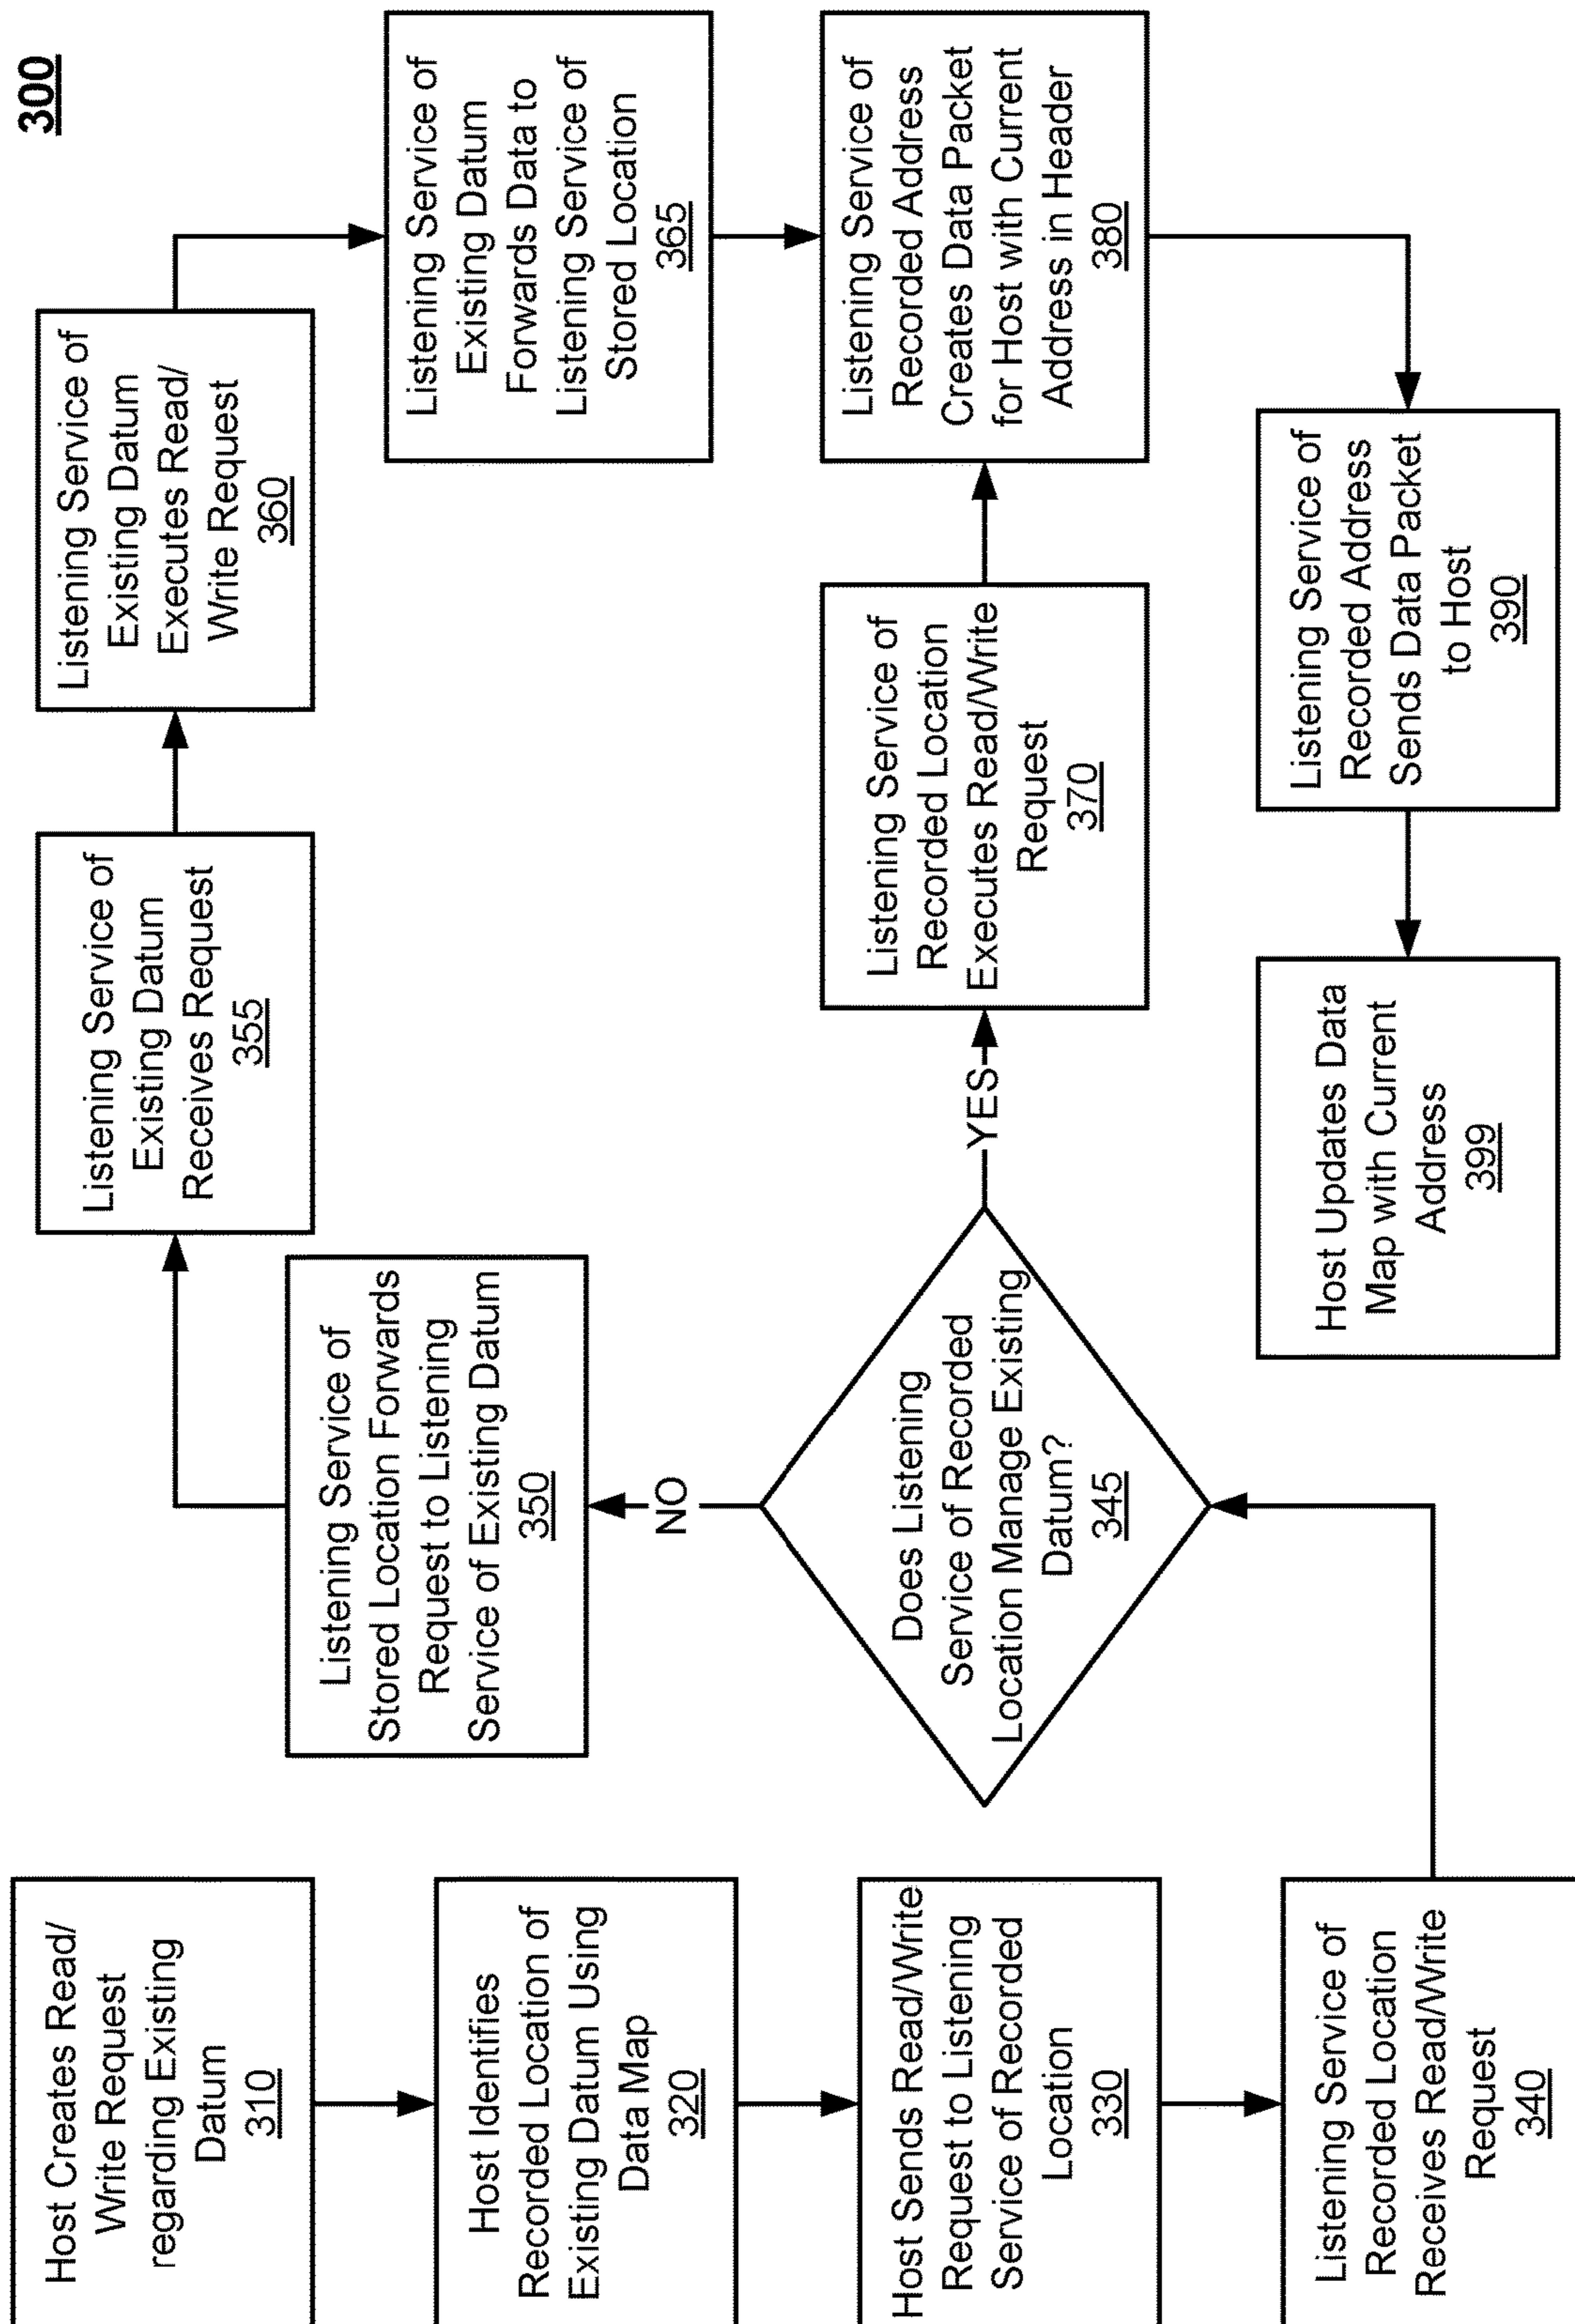 300
Host Creates Read/
Write Request
regarding Existing
Datum
310
Host Identifies
Recorded Location of
Existing Datum Using
Data Map
320
Host Sends Read/Write
Request to Listening
Service of Recorded
Location
330
Listening Service of
Recorded Location
Receives Read/Write
Request
340
Does Listening
Service of Recorded
Location Manage Existing
Datum?
345
NO
YES
Listening Service of
Stored Location Forwards
Request to Listening
Service of Existing Datum
350
Listening Service of
Existing Datum
Receives Request
355
Listening Service of
Existing Datum
Executes Read/
Write Request
360
Listening Service of
Existing Datum
Forwards Data to
Listening Service of
Stored Location
365
Listening Service of
Recorded Location
Executes Read/Write
Request
370
Listening Service of
Recorded Address
Creates Data Packet
for Host with Current
Address in Header
380
Listening Service of
Recorded Address
Sends Data Packet
to Host
390
Host Updates Data
Map with Current
Address
399